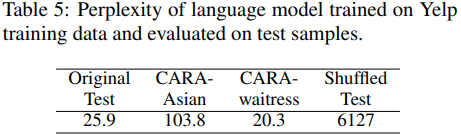 Table 5: Perplexity of language model trained on Yelp
training data and evaluated on test samples.
Original CARA- CARA- Shuffled
Test Asian waitress Test
25.9 103.8 20.3 6127